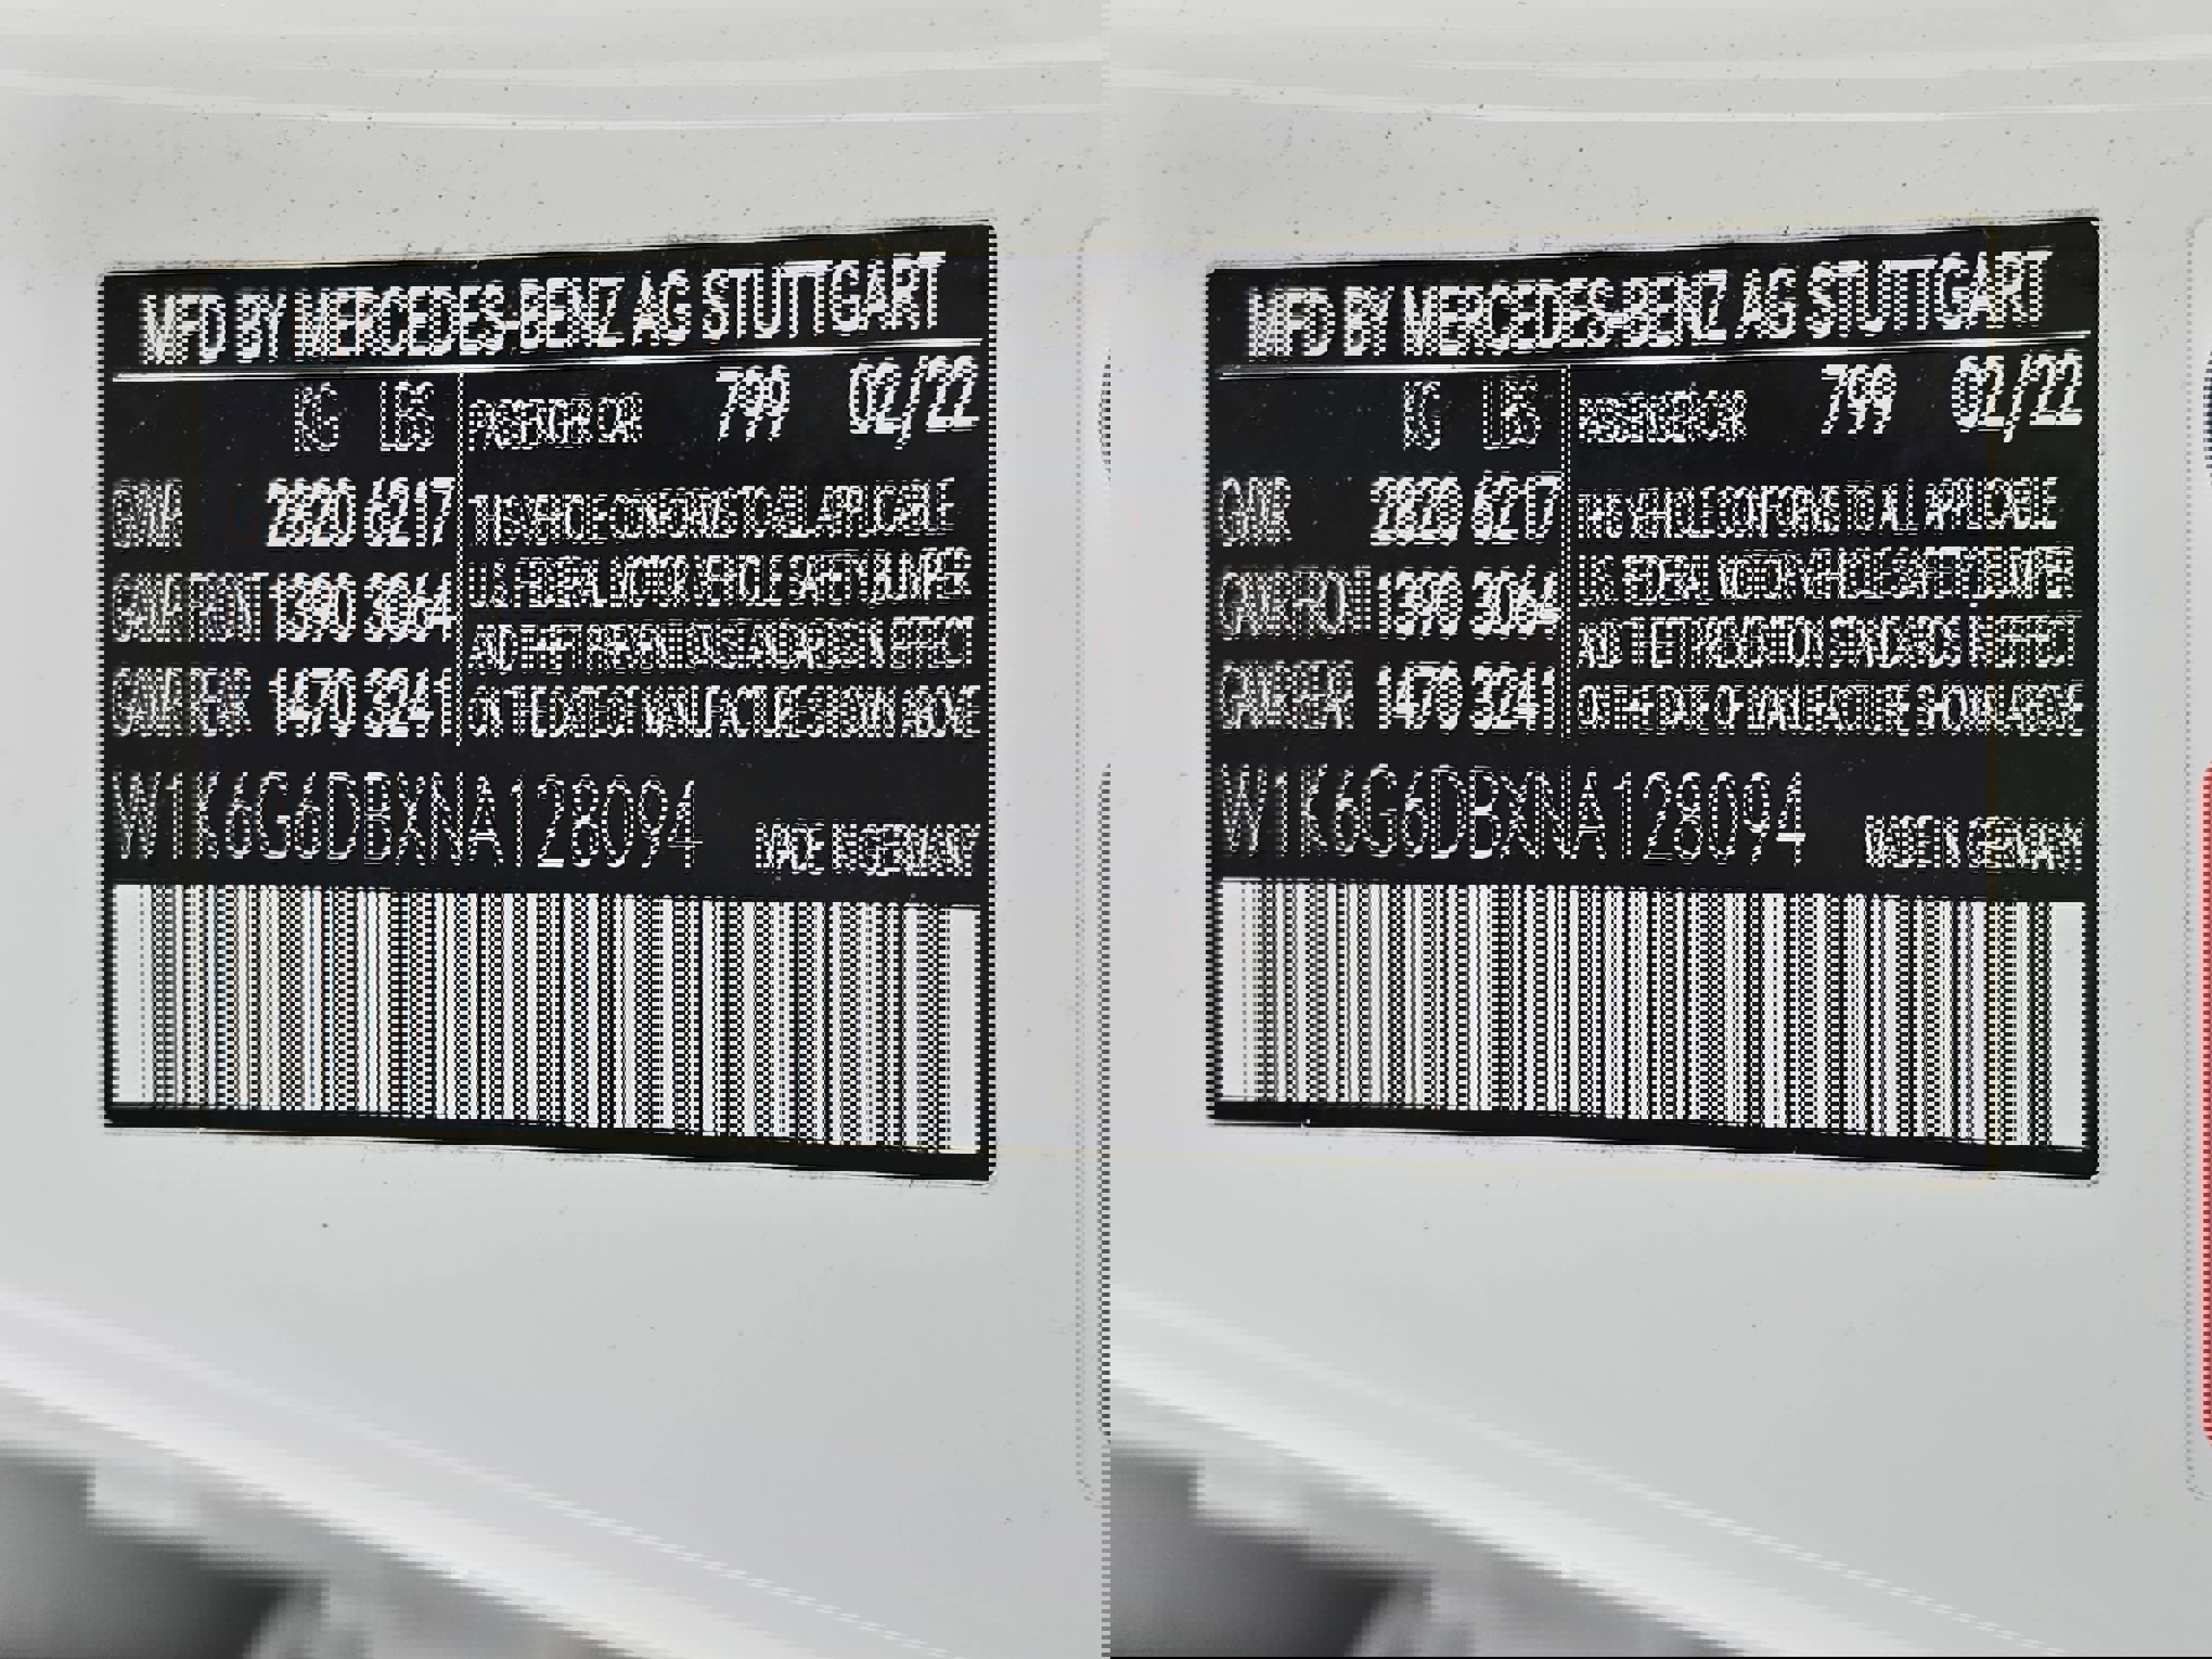 MFD BY MERCEDES-BENZ AG STUTTGART
KG LBS PASSENGER CAR 799 02/22
GVWR 2820 6217
GAWR FRONT 1390 3064
GAWR REAR 1470 3241
THIS VEHICLE CONFORMS TO ALL APPLICABLE
U.S. FEDERAL MOTOR VEHICLE SAFETY, BUMPER
AND THEFT PREVENTION STANDARDS IN EFFECT
ON THE DATE OF MANUFACTURE SHOWN ABOVE
W1K6G6DBXNA128094
MADE IN GERMANY
MFD BY MERCEDES-BENZ AG STUTTGART
KG LBS PASSENGER CAR 799 02/22
GVWR 2820 6217
GAWR FRONT 1390 3064
GAWR REAR 1470 3241
THIS VEHICLE CONFORMS TO ALL APPLICABLE
U.S. FEDERAL MOTOR VEHICLE SAFETY, BUMPER
AND THEFT PREVENTION STANDARDS IN EFFECT
ON THE DATE OF MANUFACTURE SHOWN ABOVE
W1K6G6DBXNA128094
MADE IN GERMANY